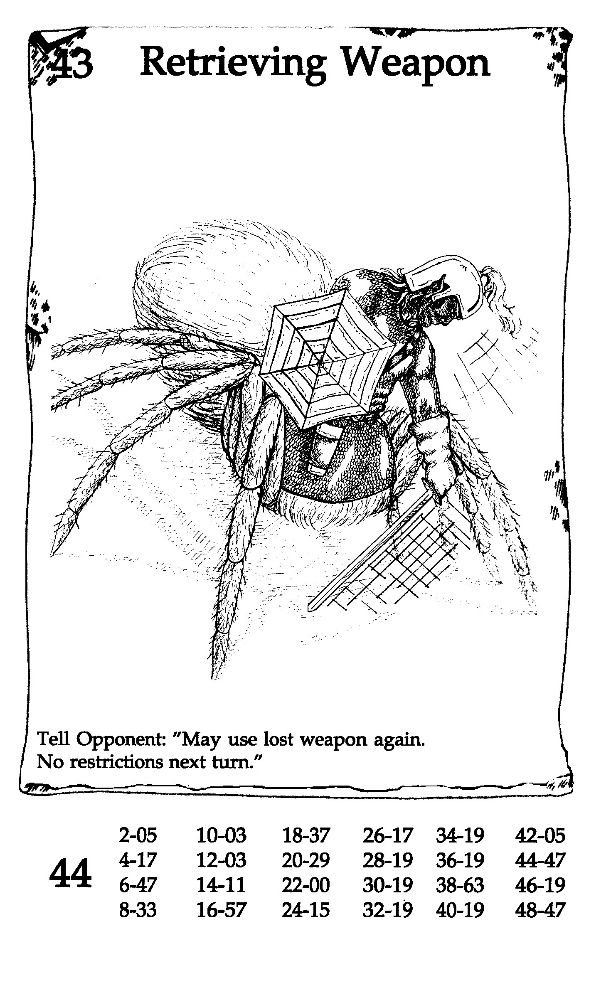 43 Retrieving Weapon
Tell Opponent: "May use lost weapon again.
No restrictions next turn."
44
2-05 10-03 18-37 26-17 34-19 42-05
4-17 12-03 20-29 28-19 36-19 44-47
6-47 14-11 22-00 30-19 38-63 46-19
8-33 16-57 24-15 32-19 40-19 48-47